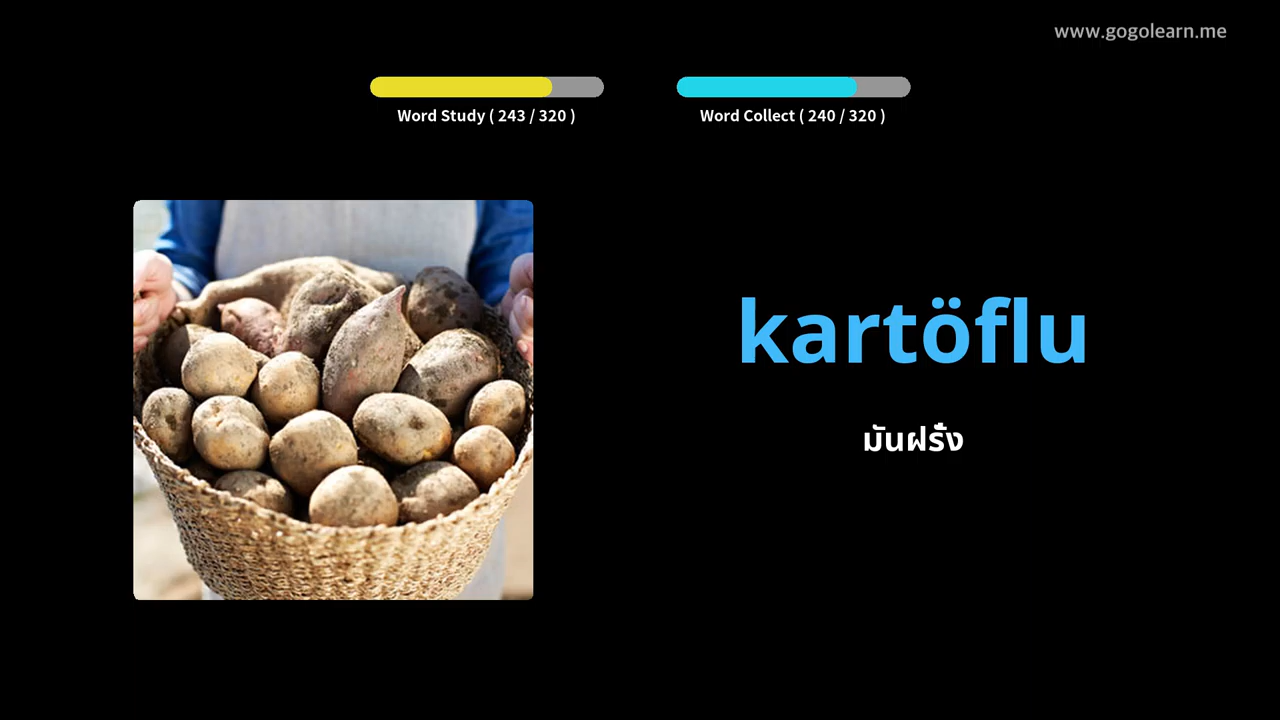 www.gogolearn.me
Word Study ( 243 / 320 )
Word Collect ( 240 / 320 )
kartöflu
มันฝรั่ง